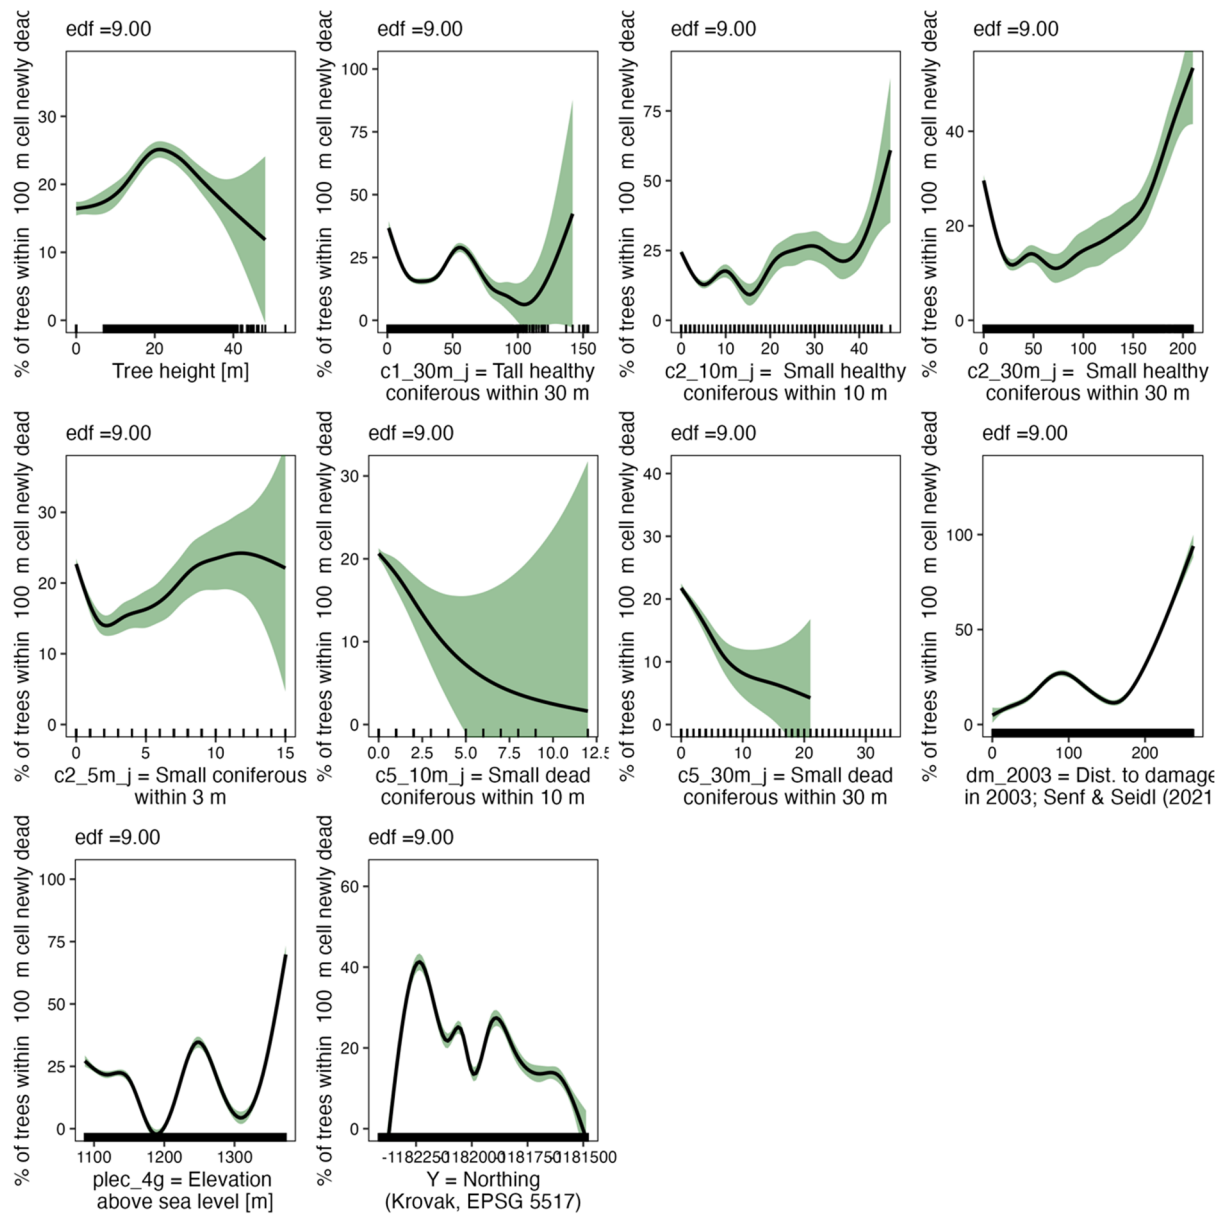 edf =9.00
% of trees within 100 m cell newly dead
30
20
10
0
0 20 40
Tree height [m]
edf =9.00
% of trees within 100 m cell newly dead
100
75
50
25
0
0 50 100 150
c1_30m_j = Tall healthy
coniferous within 30 m
edf =9.00
% of trees within 100 m cell newly dead
75
50
25
0
0 10 20 30 40
c2_10m_j = Small healthy
coniferous within 10 m
edf =9.00
% of trees within 100 m cell newly dead
40
20
0
0 50 100 150 200
c2_30m_j = Small healthy
coniferous within 30 m
edf =9.00
% of trees within 100 m cell newly dead
30
20
10
0
0 5 10 15
c2_5m_j = Small coniferous
within 3 m
edf =9.00
% of trees within 100 m cell newly dead
30
20
10
0
0.0 2.5 5.0 7.5 10.0 12.5
c5_10m_j = Small dead
coniferous within 10 m
edf =9.00
% of trees within 100 m cell newly dead
40
30
20
10
0
0 10 20 30
c5_30m_j = Small dead
coniferous within 30 m
edf =9.00
% of trees within 100 m cell newly dead
100
50
0
0 100 200
dm_2003 = Dist. to damage
in 2003; Senf & Seidl (2021
edf =9.00
% of trees within 100 m cell newly dead
100
75
50
25
0
1100 1200 1300
plec_4g = Elevation
above sea level [m]
edf =9.00
% of trees within 100 m cell newly dead
60
40
20
0
Y = Northing
(Krovak, EPSG 5517)